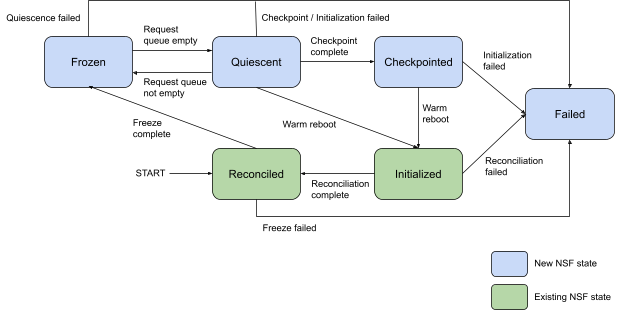 Quiescence failed
Checkpoint / Initialization failed
Request
queue empty
Checkpoint
complete
Initialization
failed
Frozen
Quiescent
Checkpointed
Request queue
not empty
Failed
Warm
reboot
Warm reboot
Freeze
complete
Reconciliation
failed
START
Reconciled
Initialized
Reconciliation
complete
Freeze failed
New NSF state
Existing NSF state